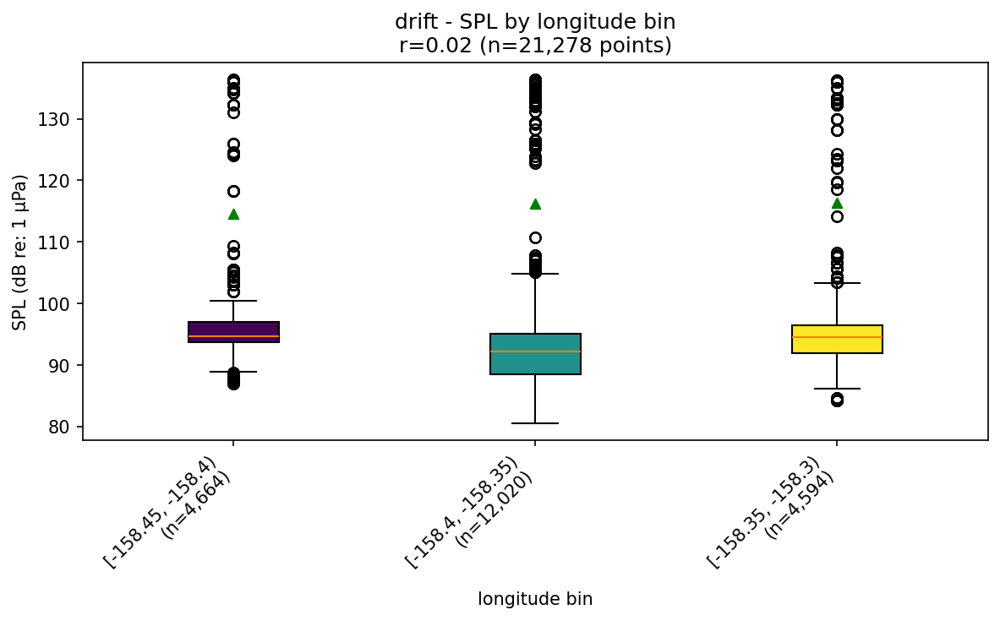 drift - SPL by longitude bin
r=0.02 (n=21,278 points)
SPL (dB re: 1 µPa)
130
120
110
100
90
80
[-158.45, -158.4)
(n=4,664)
[-158.4, -158.35)
(n=12,020)
[-158.35, -158.3)
(n=4,594)
longitude bin